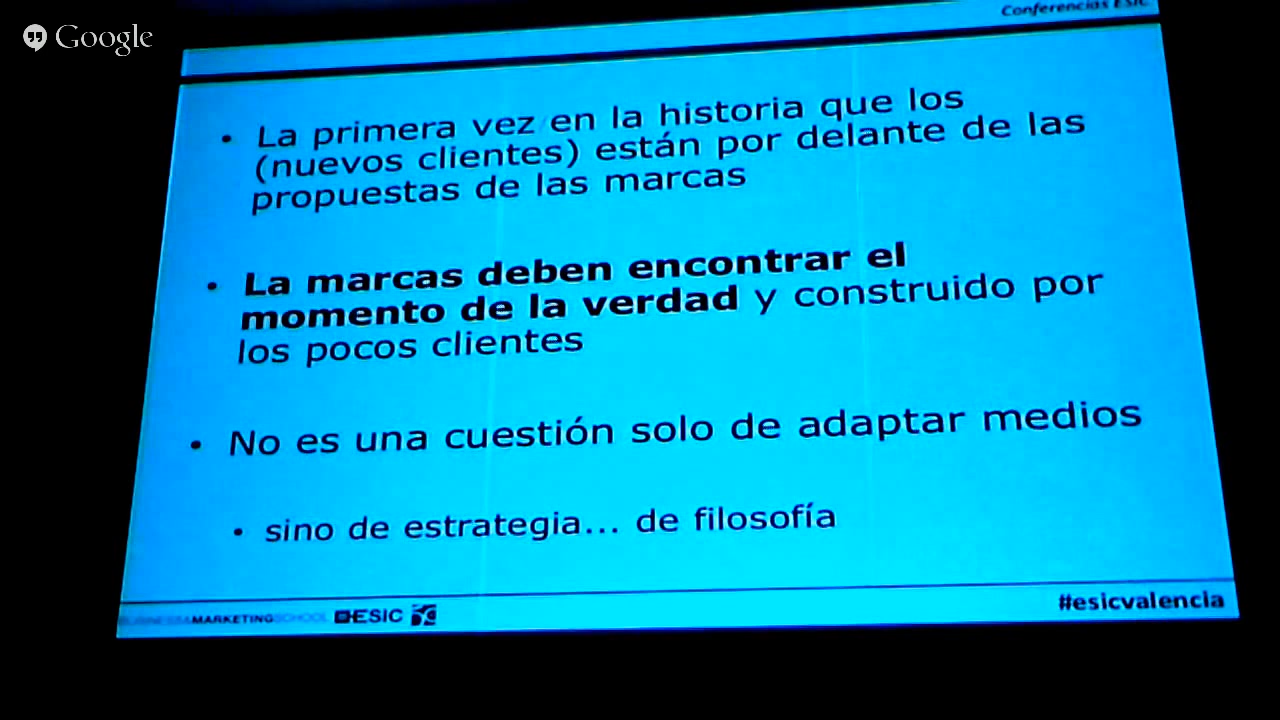 Google
Conferencias ESIC
• La primera vez en la historia que los
(nuevos clientes) están por delante de las
propuestas de las marcas
• La marcas deben encontrar el
momento de la verdad y construido por
los pocos clientes
• No es una cuestión solo de adaptar medios
• sino de estrategia... de filosofía
BUSINESS&MARKETINGSCHOOL ESIC
#esicvalencia